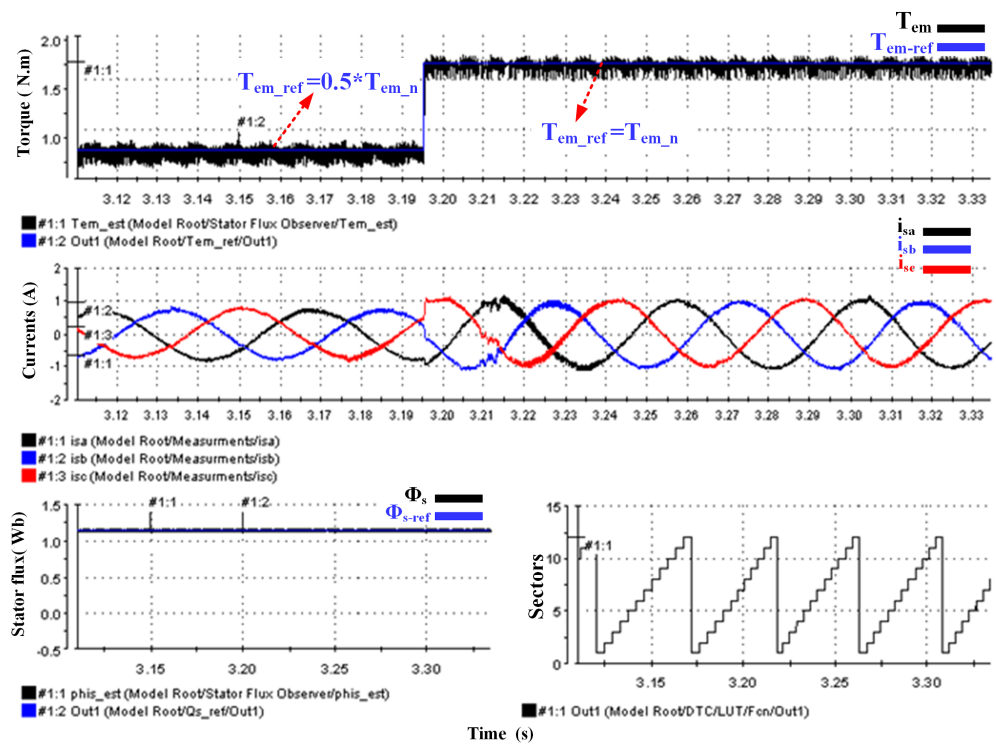 T_em
T_em-ref
2.0
#1:1
1.5
1.0
Torque ( N.m)
T_em_ref=0.5*T_em_n
#1:2
T_em_ref=T_em_n
3.12 3.13 3.14 3.15 3.16 3.17 3.18 3.19 3.20 3.21 3.22 3.23 3.24 3.25 3.26 3.27 3.28 3.29 3.30 3.31 3.32 3.33
#1:1 Tem_est (Model Root/Stator Flux Observer/Tem_est)
#1:2 Out1 (Model Root/Tem_ref/Out1)
i_sa
i_sb
i_sc
2
1
0
-1
-2
Currents (A)
#1:2
#1:3
#1:1
3.12 3.13 3.14 3.15 3.16 3.17 3.18 3.19 3.20 3.21 3.22 3.23 3.24 3.25 3.26 3.27 3.28 3.29 3.30 3.31 3.32 3.33
#1:1 isa (Model Root/Measurments/isa)
#1:2 isb (Model Root/Measurments/isb)
#1:3 isc (Model Root/Measurments/isc)
1.5
1.0
0.5
0.0
-0.5
Stator flux( Wb)
#1:1 #1:2
Φ_s
Φ_s-ref
3.15 3.20 3.25 3.30
#1:1 phis_est (Model Root/Stator Flux Observer/phis_est)
#1:2 Out1 (Model Root/Qs_ref/Out1)
15
10
5
0
Sectors
#1:1
3.15 3.20 3.25 3.30
#1:1 Out1 (Model Root/DTC/LUT/Fcn/Out1)
Time (s)